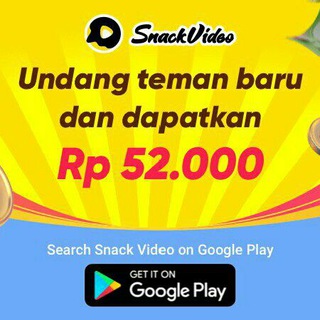 SnackVideo
Undang teman baru
dan dapatkan
Rp 52.000
Search Snack Video on Google Play
GET IT ON
Google Play